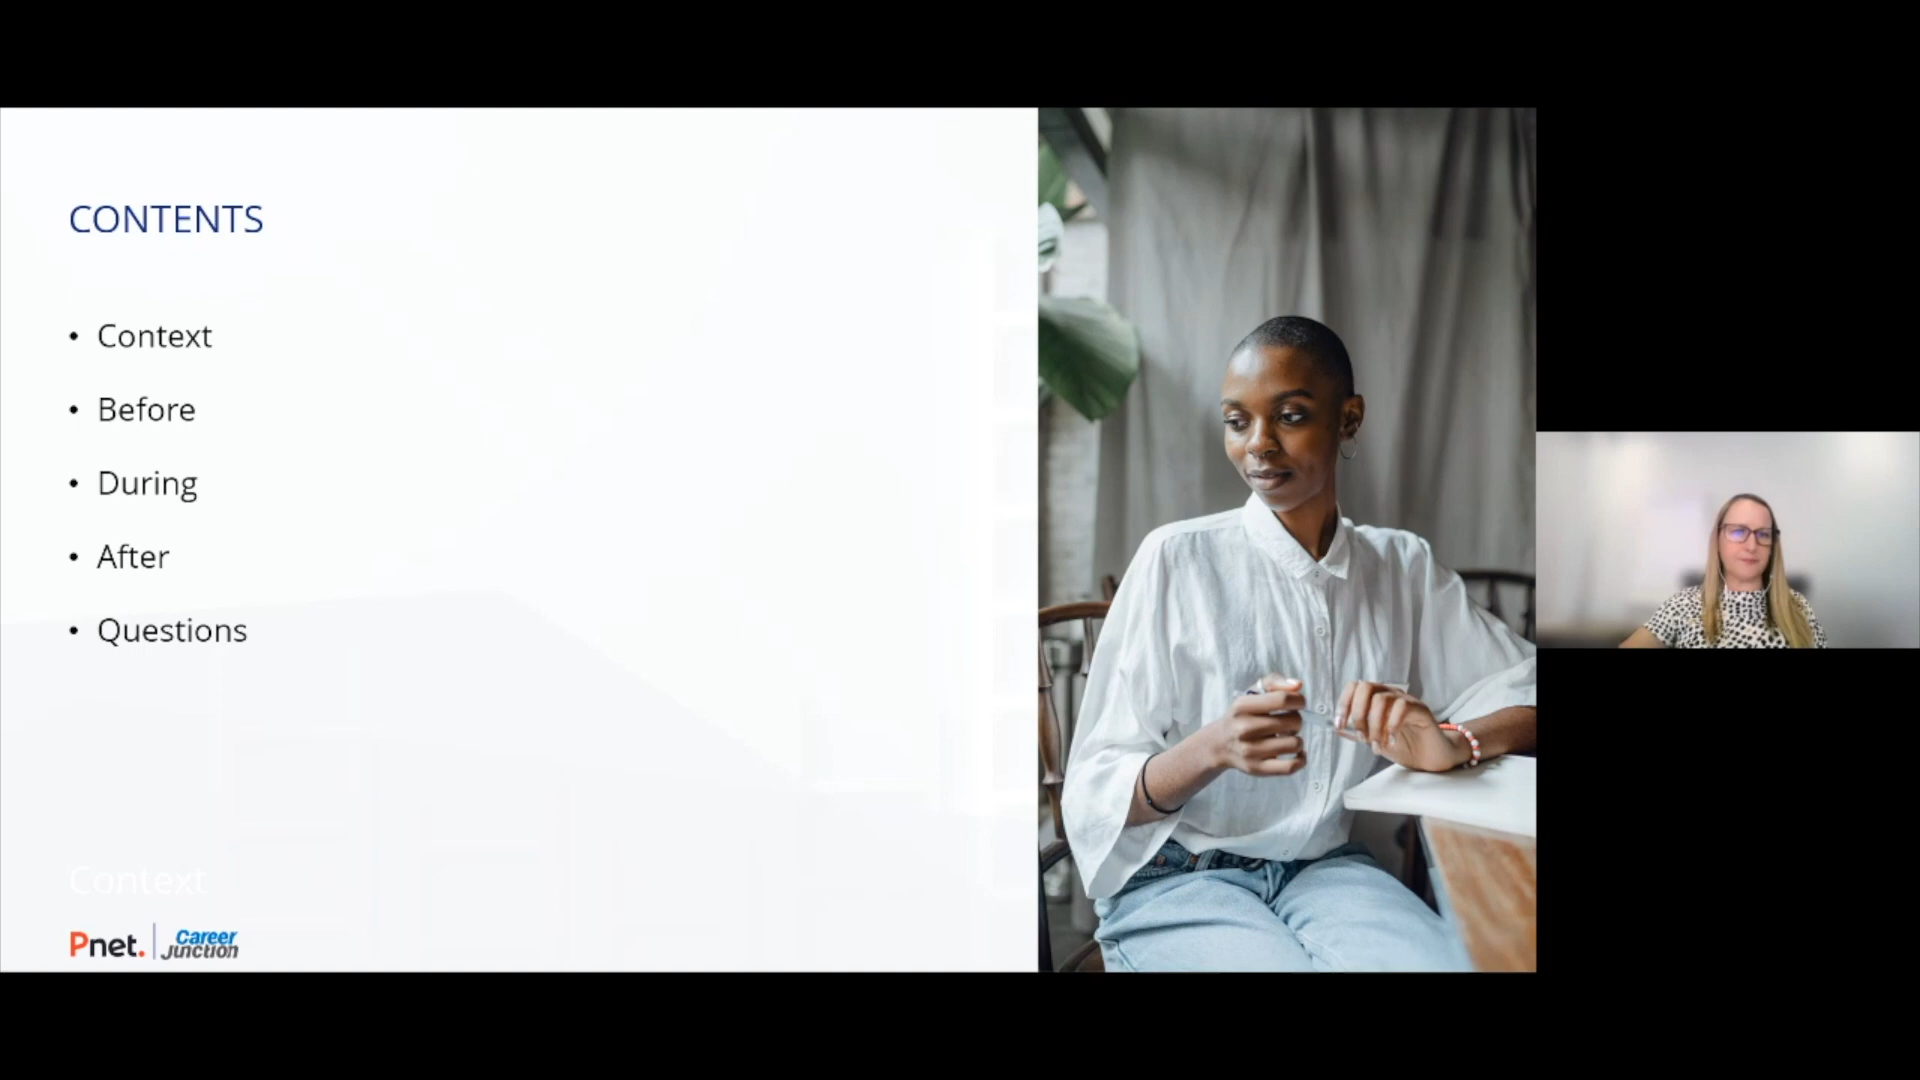 CONTENTS
• Context
• Before
• During
• After
• Questions
Context
Pnet. | Career Junction